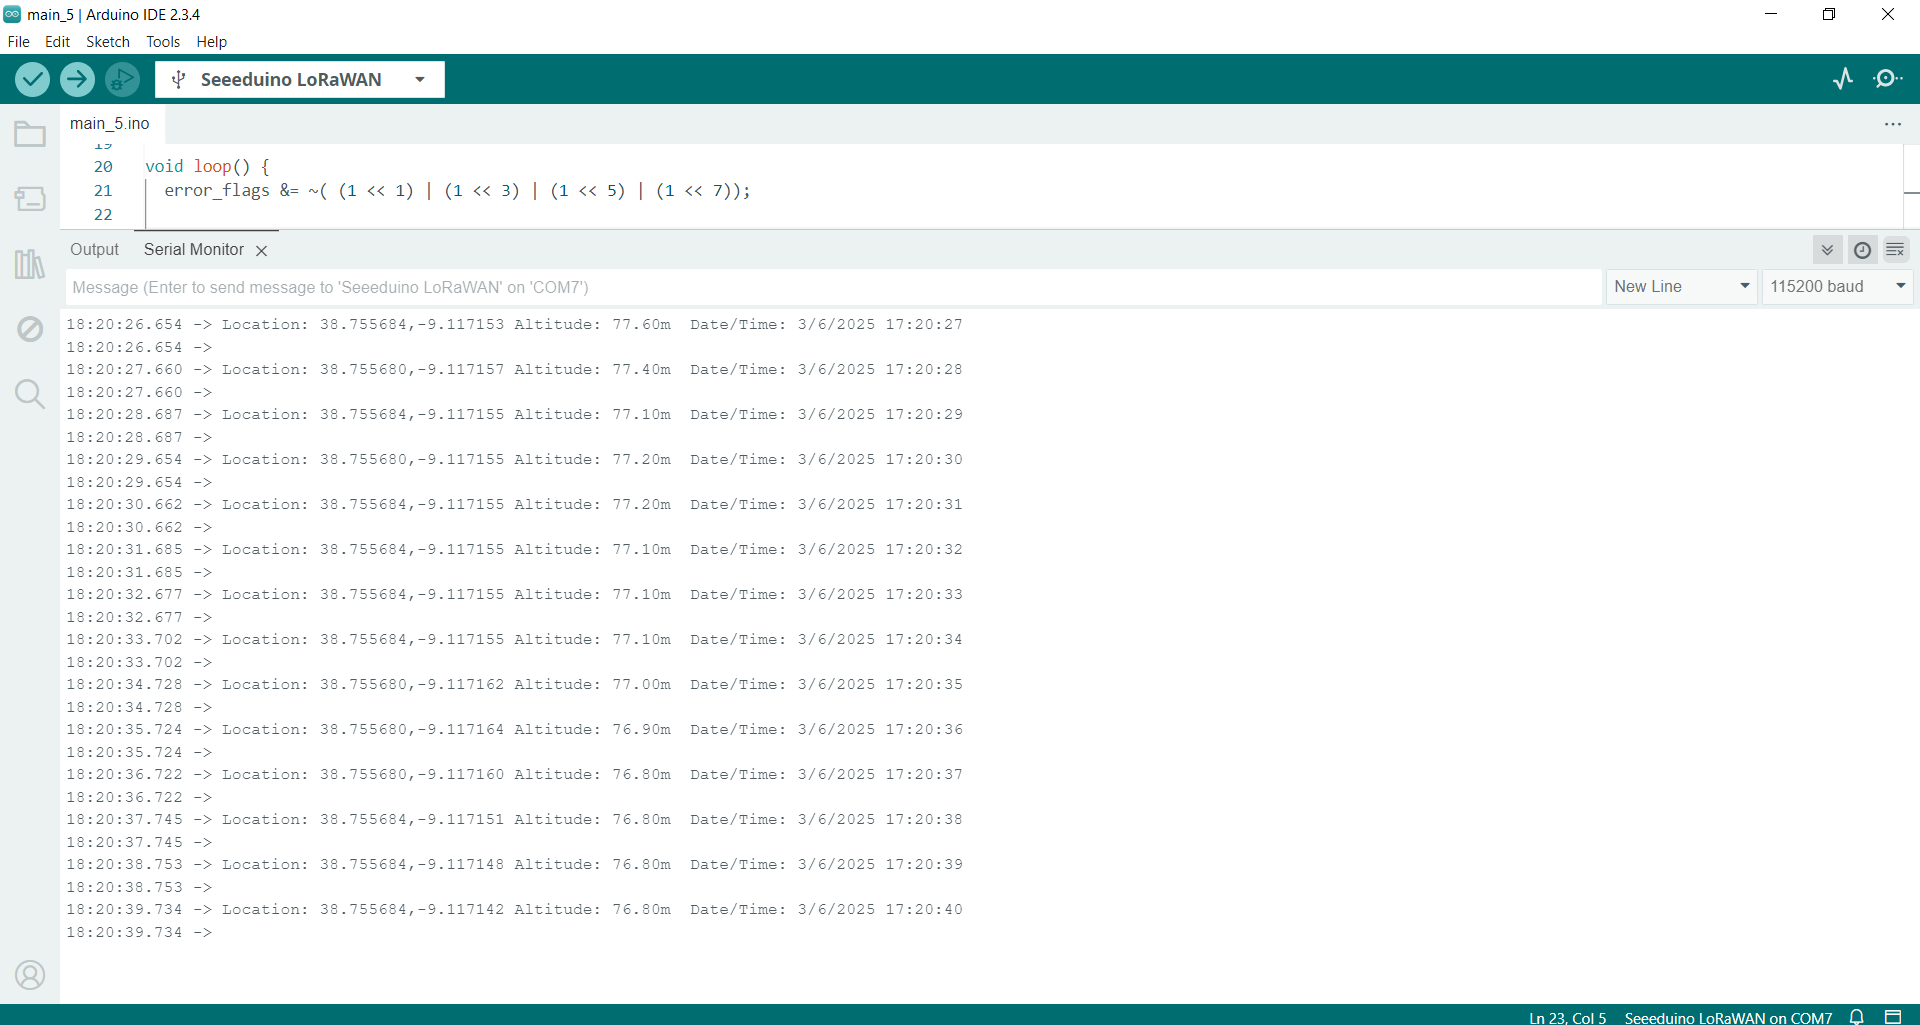 main_5 | Arduino IDE 2.3.4
File Edit Sketch Tools Help
Seeeduino LoRaWAN
main_5.ino
19
20 void loop() {
21 error_flags &= ~( (1 << 1) | (1 << 3) | (1 << 5) | (1 << 7));
22
Output Serial Monitor
Message (Enter to send message to 'Seeeduino LoRaWAN' on 'COM7') New Line 115200 baud
18:20:26.654 -> Location: 38.755684,-9.117153 Altitude: 77.60m  Date/Time: 3/6/2025 17:20:27
18:20:26.654 ->
18:20:27.660 -> Location: 38.755680,-9.117157 Altitude: 77.40m  Date/Time: 3/6/2025 17:20:28
18:20:27.660 ->
18:20:28.687 -> Location: 38.755684,-9.117155 Altitude: 77.10m  Date/Time: 3/6/2025 17:20:29
18:20:28.687 ->
18:20:29.654 -> Location: 38.755680,-9.117155 Altitude: 77.20m  Date/Time: 3/6/2025 17:20:30
18:20:29.654 ->
18:20:30.662 -> Location: 38.755684,-9.117155 Altitude: 77.20m  Date/Time: 3/6/2025 17:20:31
18:20:30.662 ->
18:20:31.685 -> Location: 38.755684,-9.117155 Altitude: 77.10m  Date/Time: 3/6/2025 17:20:32
18:20:31.685 ->
18:20:32.677 -> Location: 38.755684,-9.117155 Altitude: 77.10m  Date/Time: 3/6/2025 17:20:33
18:20:32.677 ->
18:20:33.702 -> Location: 38.755684,-9.117155 Altitude: 77.10m  Date/Time: 3/6/2025 17:20:34
18:20:33.702 ->
18:20:34.728 -> Location: 38.755680,-9.117162 Altitude: 77.00m  Date/Time: 3/6/2025 17:20:35
18:20:34.728 ->
18:20:35.724 -> Location: 38.755680,-9.117164 Altitude: 76.90m  Date/Time: 3/6/2025 17:20:36
18:20:35.724 ->
18:20:36.722 -> Location: 38.755680,-9.117160 Altitude: 76.80m  Date/Time: 3/6/2025 17:20:37
18:20:36.722 ->
18:20:37.745 -> Location: 38.755684,-9.117151 Altitude: 76.80m  Date/Time: 3/6/2025 17:20:38
18:20:37.745 ->
18:20:38.753 -> Location: 38.755684,-9.117148 Altitude: 76.80m  Date/Time: 3/6/2025 17:20:39
18:20:38.753 ->
18:20:39.734 -> Location: 38.755684,-9.117142 Altitude: 76.80m  Date/Time: 3/6/2025 17:20:40
18:20:39.734 ->
Ln 23, Col 5 Seeeduino LoRaWAN on COM7